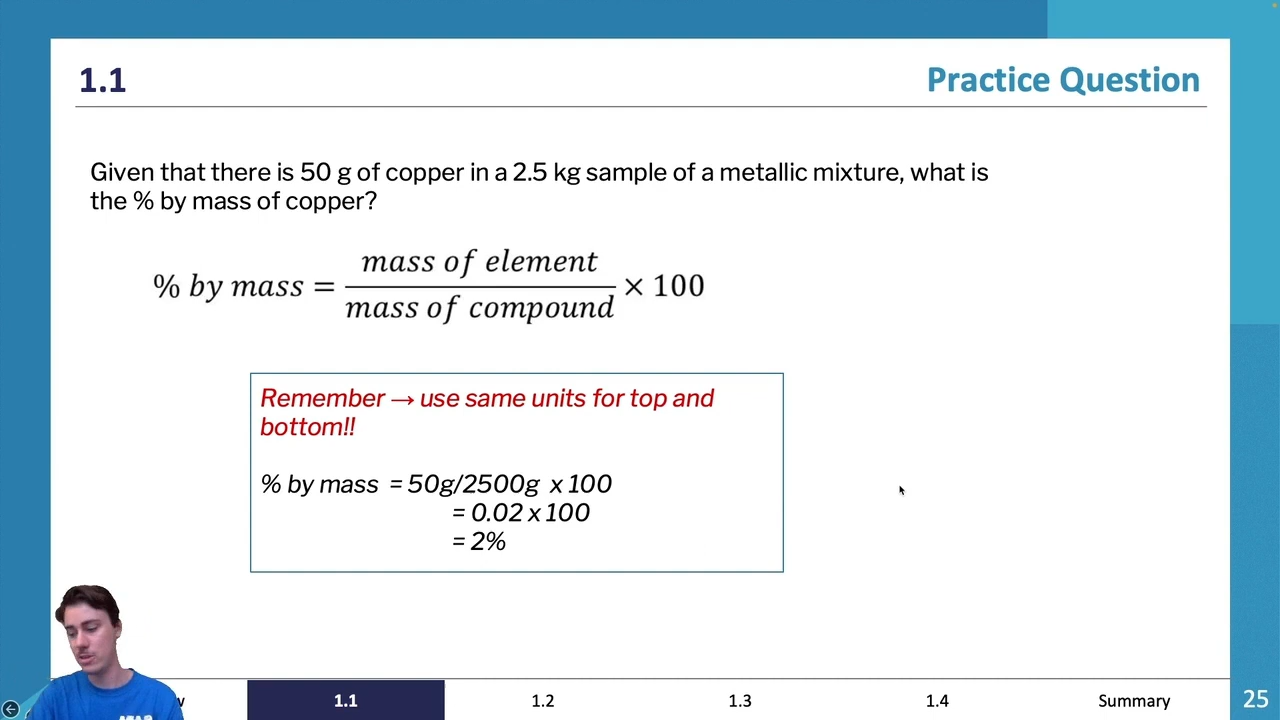 1.1
Practice Question
Given that there is 50 g of copper in a 2.5 kg sample of a metallic mixture, what is
the % by mass of copper?
% by mass = mass of element / mass of compound × 100
Remember → use same units for top and
bottom!!
% by mass = 50g/2500g x 100
= 0.02 x 100
= 2%
1.1
1.2
1.3
1.4
Summary
25